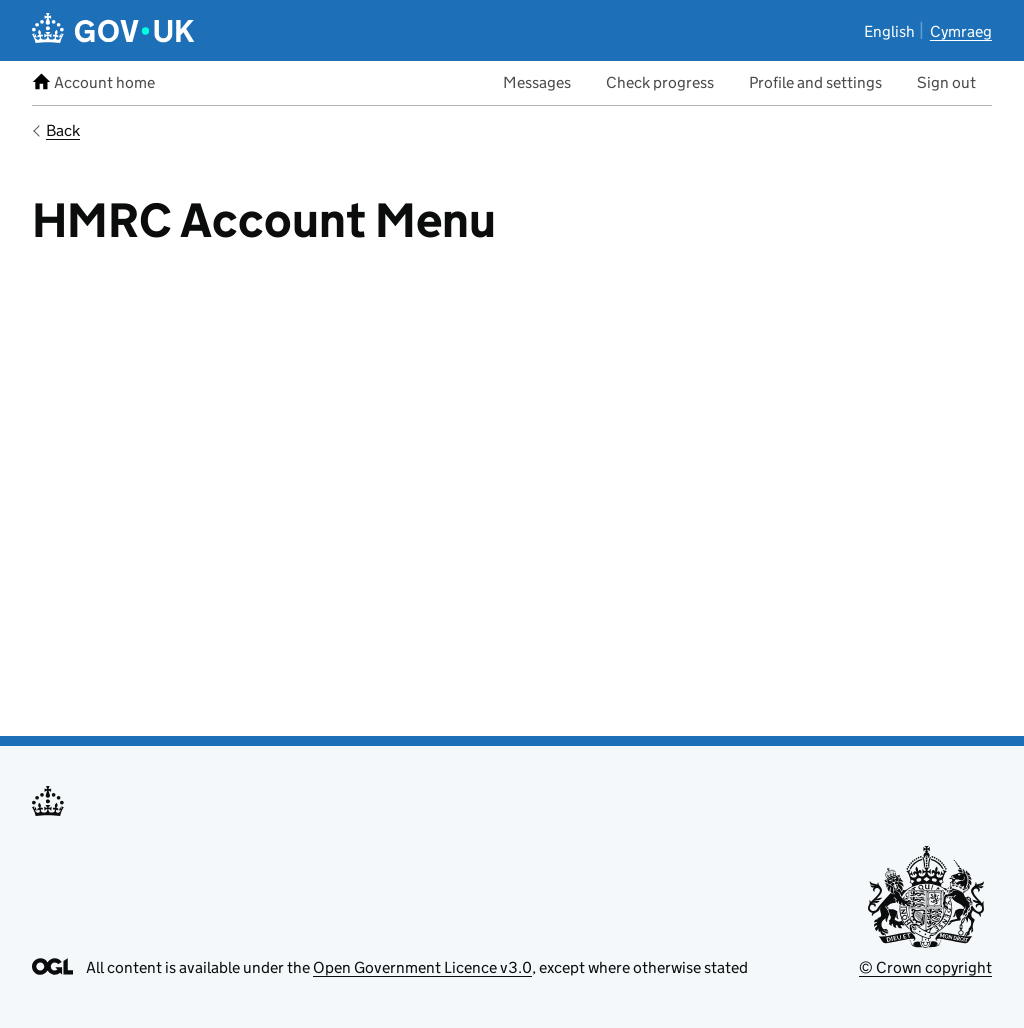 GOV·UK
English Cymraeg
Account home Messages Check progress Profile and settings Sign out
Back
HMRC Account Menu
QUI
DIEU ET MON DROIT
OGL All content is available under the Open Government Licence v3.0, except where otherwise stated © Crown copyright